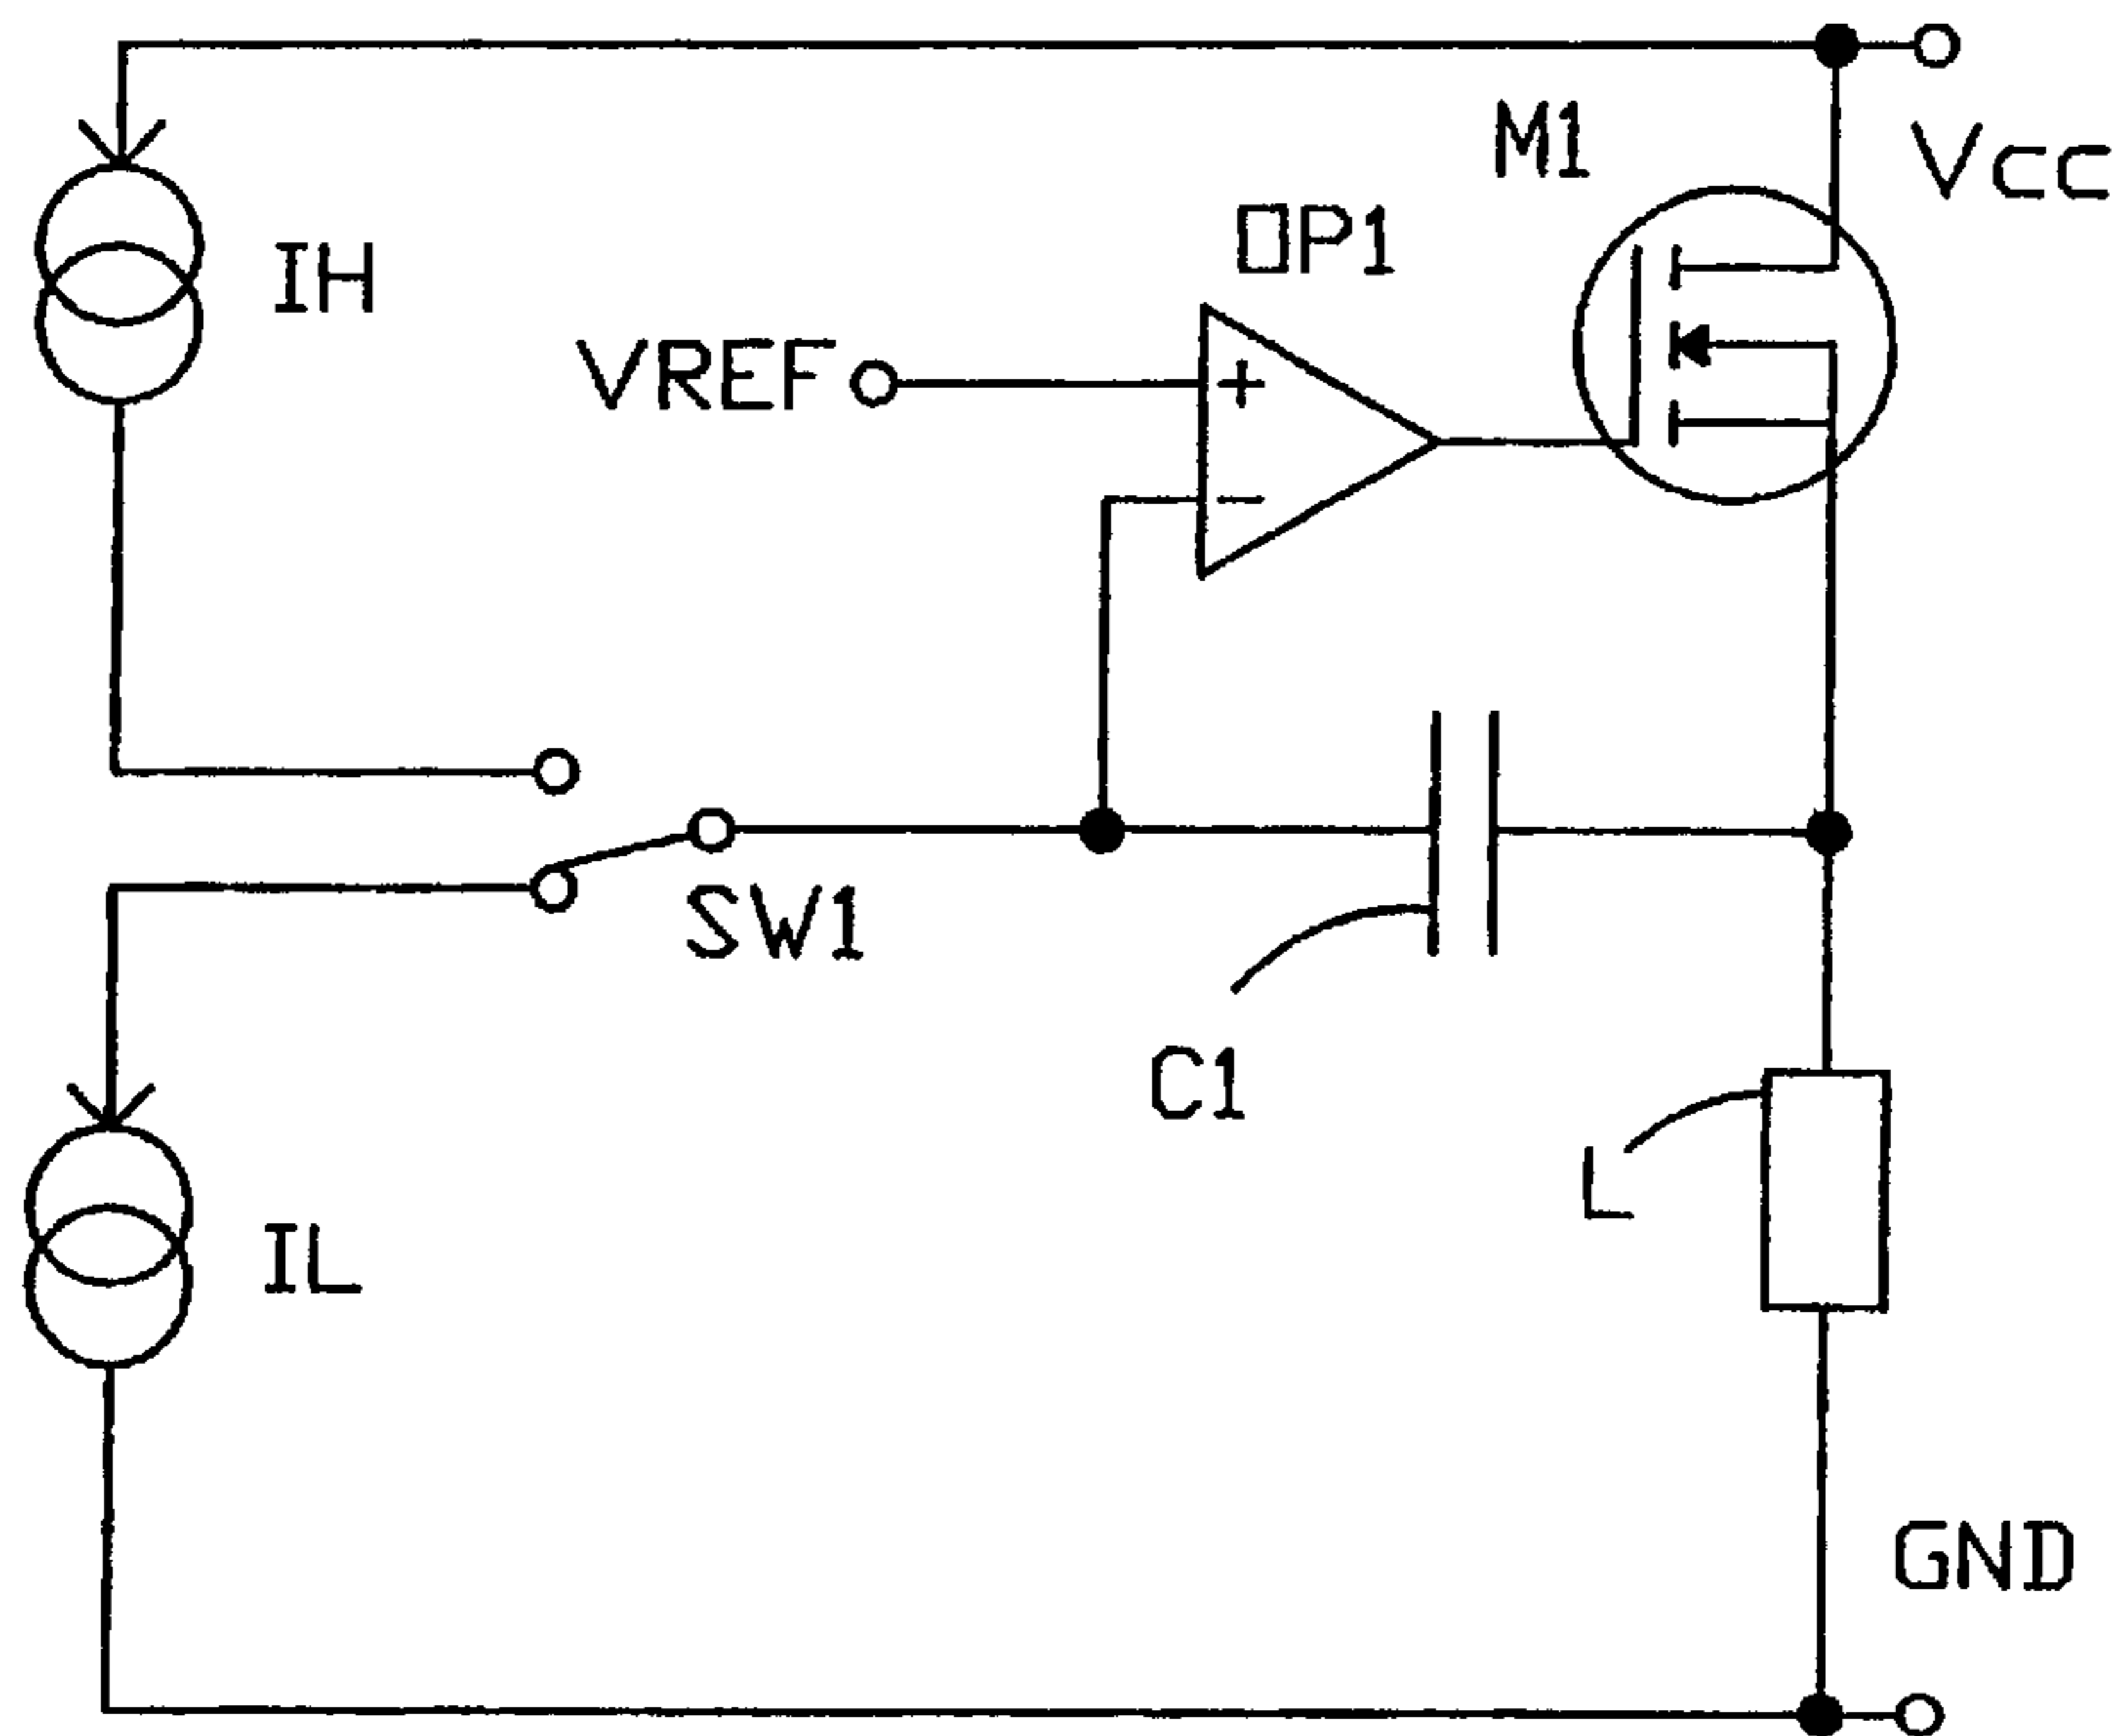 M1
Vcc
OP1
IH
VREF
+
−
SW1
C1
L
IL
GND